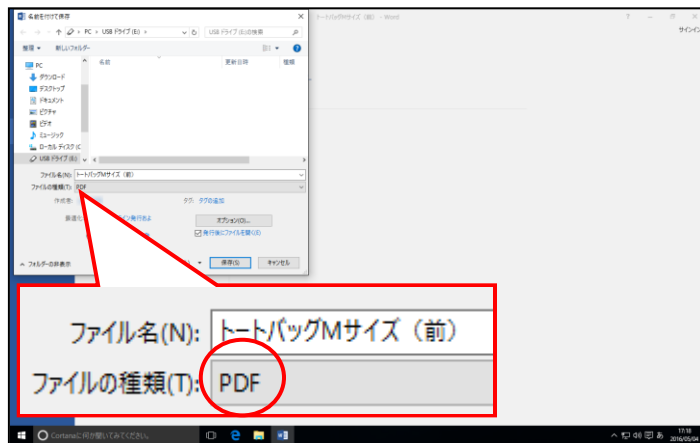 名前を付けて保存
トートバッグMサイズ（前） - Word
PC > USB ドライブ (E:)
USB ドライブ (E:)の検索
サインイン
整理 新しいフォルダー
名前 更新日時 種類
PC
ダウンロード
デスクトップ
ドキュメント
ピクチャ
ビデオ
ミュージック
ローカル ディスク (C
USB ドライブ (E:)
ファイル名(N): トートバッグMサイズ（前）
ファイルの種類(T): PDF
作成者:
タグ: タグの追加
オプション(O)...
発行後にファイルを開く(E)
フォルダーの非表示
保存(S) キャンセル
ファイル名(N): トートバッグMサイズ（前）
ファイルの種類(T): PDF
Cortanaに何か聞いてみてください。
あ
17:18